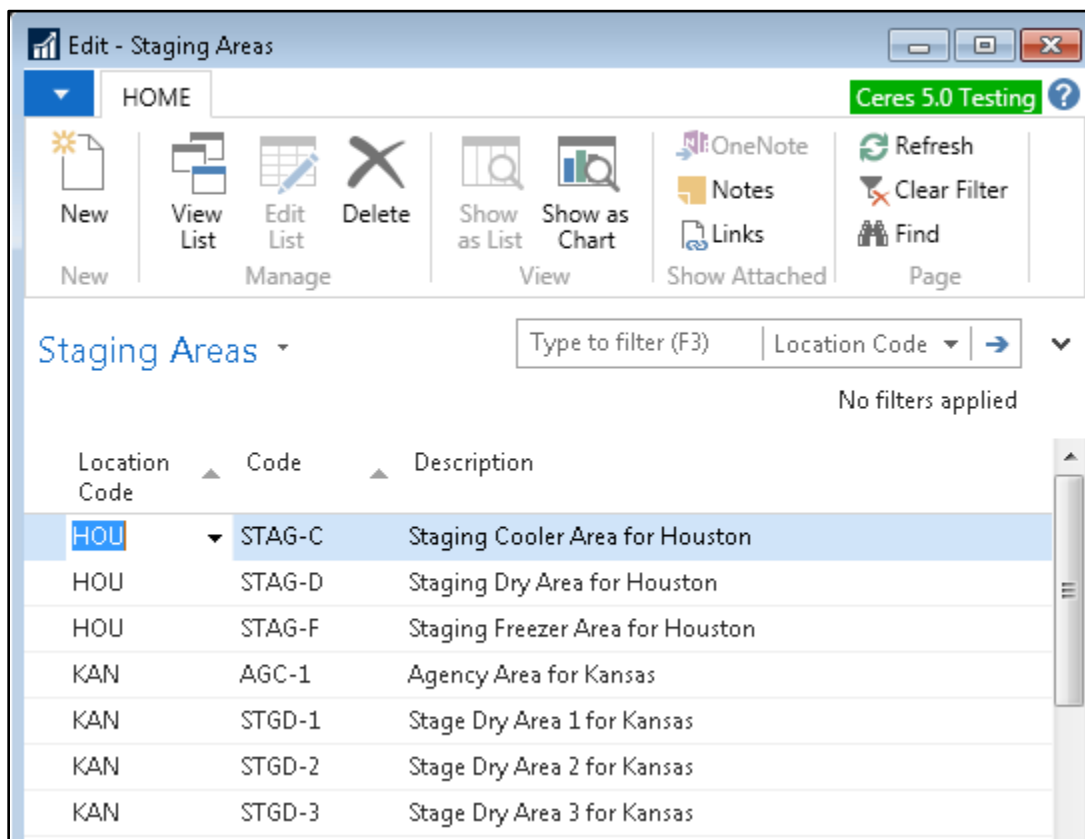 Edit - Staging Areas
HOME
Ceres 5.0 Testing ?
New
View List
Edit List
Delete
Show as List
Show as Chart
OneNote
Notes
Links
Refresh
Clear Filter
Find
New Manage View Show Attached Page
Staging Areas
Type to filter (F3) Location Code
No filters applied
Location Code Code Description
HOU STAG-C Staging Cooler Area for Houston
HOU STAG-D Staging Dry Area for Houston
HOU STAG-F Staging Freezer Area for Houston
KAN AGC-1 Agency Area for Kansas
KAN STGD-1 Stage Dry Area 1 for Kansas
KAN STGD-2 Stage Dry Area 2 for Kansas
KAN STGD-3 Stage Dry Area 3 for Kansas